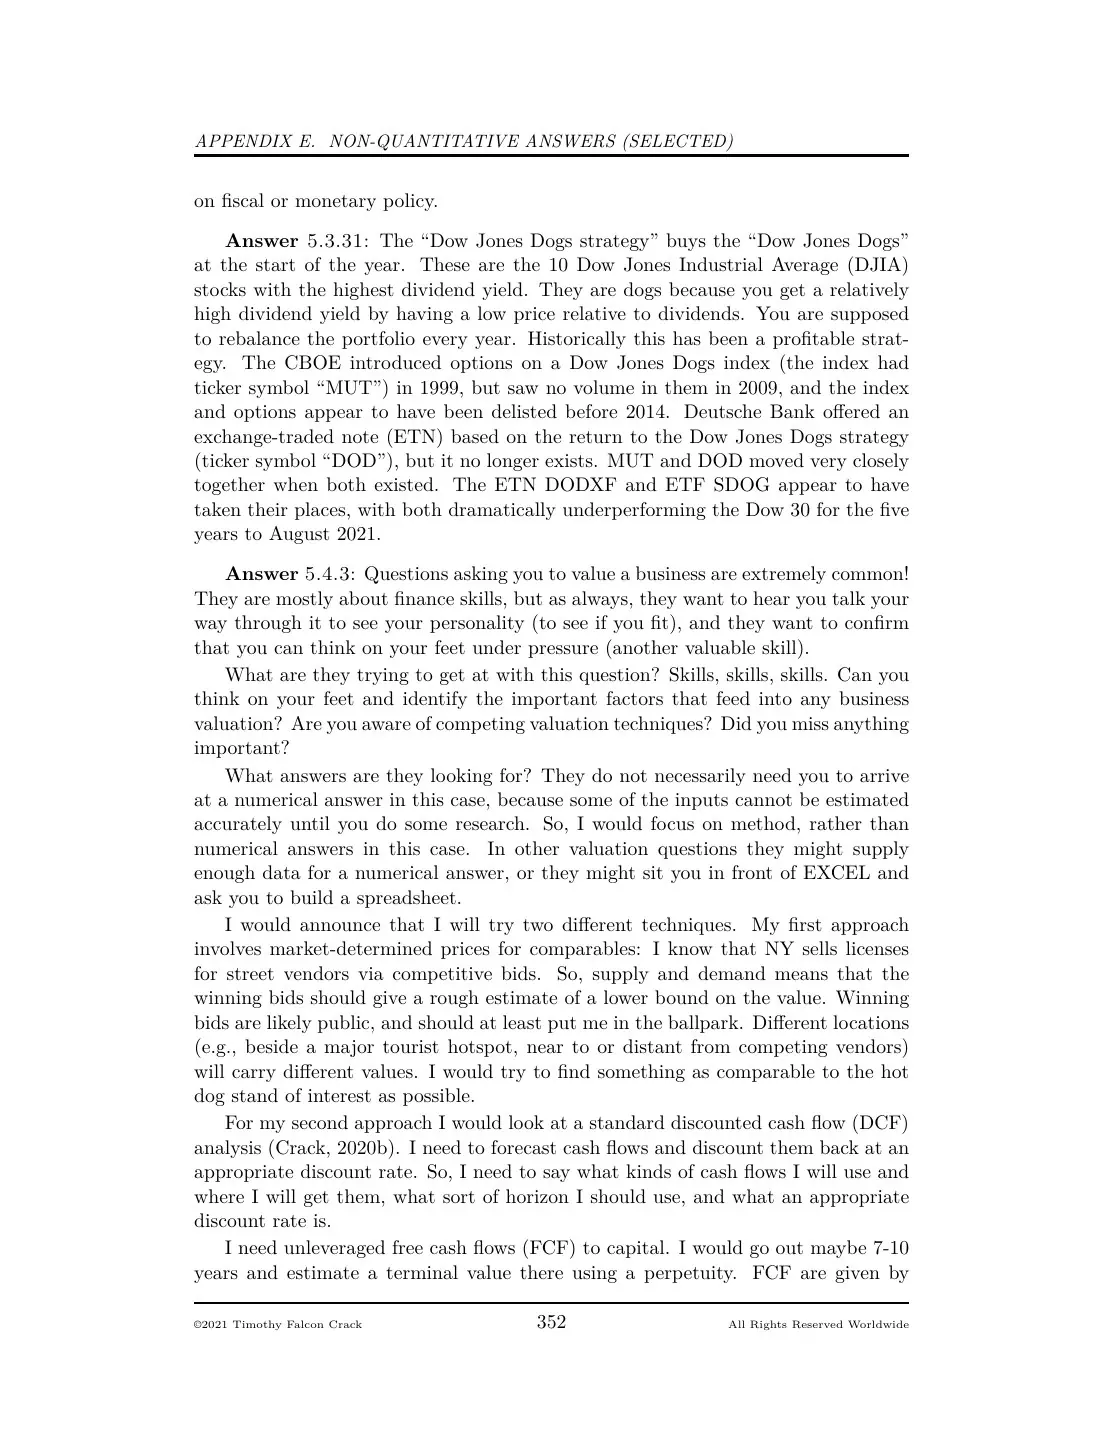 APPENDIX E. NON-QUANTITATIVE ANSWERS (SELECTED)
on fiscal or monetary policy.
Answer 5.3.31: The “Dow Jones Dogs strategy” buys the “Dow Jones Dogs”
at the start of the year. These are the 10 Dow Jones Industrial Average (DJIA)
stocks with the highest dividend yield. They are dogs because you get a relatively
high dividend yield by having a low price relative to dividends. You are supposed
to rebalance the portfolio every year. Historically this has been a profitable strat-
egy. The CBOE introduced options on a Dow Jones Dogs index (the index had
ticker symbol “MUT”) in 1999, but saw no volume in them in 2009, and the index
and options appear to have been delisted before 2014. Deutsche Bank offered an
exchange-traded note (ETN) based on the return to the Dow Jones Dogs strategy
(ticker symbol “DOD”), but it no longer exists. MUT and DOD moved very closely
together when both existed. The ETN DODXF and ETF SDOG appear to have
taken their places, with both dramatically underperforming the Dow 30 for the five
years to August 2021.
Answer 5.4.3: Questions asking you to value a business are extremely common!
They are mostly about finance skills, but as always, they want to hear you talk your
way through it to see your personality (to see if you fit), and they want to confirm
that you can think on your feet under pressure (another valuable skill).
What are they trying to get at with this question? Skills, skills, skills. Can you
think on your feet and identify the important factors that feed into any business
valuation? Are you aware of competing valuation techniques? Did you miss anything
important?
What answers are they looking for? They do not necessarily need you to arrive
at a numerical answer in this case, because some of the inputs cannot be estimated
accurately until you do some research. So, I would focus on method, rather than
numerical answers in this case. In other valuation questions they might supply
enough data for a numerical answer, or they might sit you in front of EXCEL and
ask you to build a spreadsheet.
I would announce that I will try two different techniques. My first approach
involves market-determined prices for comparables: I know that NY sells licenses
for street vendors via competitive bids. So, supply and demand means that the
winning bids should give a rough estimate of a lower bound on the value. Winning
bids are likely public, and should at least put me in the ballpark. Different locations
(e.g., beside a major tourist hotspot, near to or distant from competing vendors)
will carry different values. I would try to find something as comparable to the hot
dog stand of interest as possible.
For my second approach I would look at a standard discounted cash flow (DCF)
analysis (Crack, 2020b). I need to forecast cash flows and discount them back at an
appropriate discount rate. So, I need to say what kinds of cash flows I will use and
where I will get them, what sort of horizon I should use, and what an appropriate
discount rate is.
I need unleveraged free cash flows (FCF) to capital. I would go out maybe 7-10
years and estimate a terminal value there using a perpetuity. FCF are given by
©2021 Timothy Falcon Crack 352 All Rights Reserved Worldwide